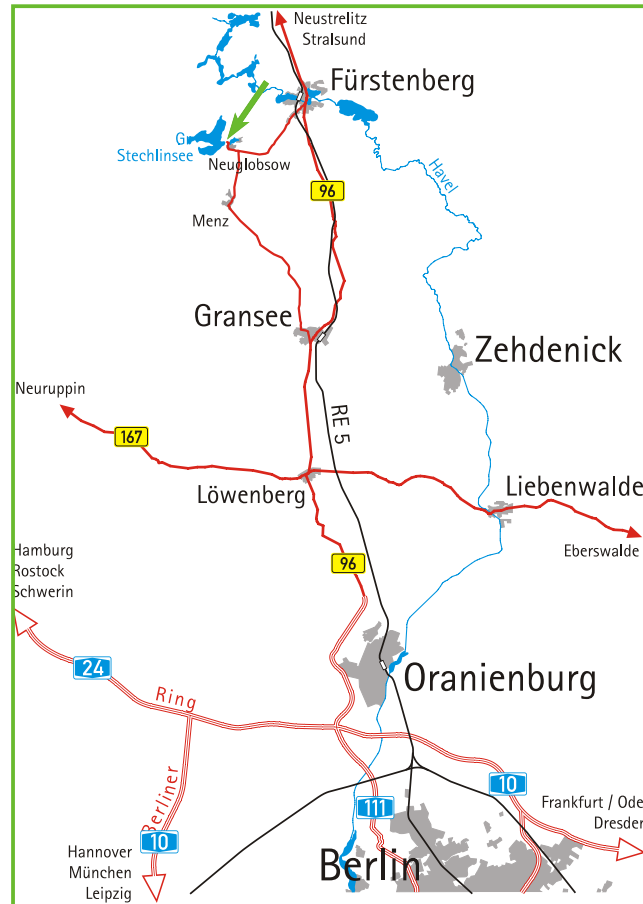 Neustrelitz
Stralsund
Fürstenberg
G
Stechlinsee
Neuglobsow
Havel
96
Menz
Gransee
Zehdenick
Neuruppin
RE 5
167
Löwenberg
Liebenwalde
Eberswalde
Hamburg
Rostock
Schwerin
96
24
Ring
Oranienburg
Berliner
10
111
10
Frankfurt / Ode
Dresden
Hannover
München
Leipzig
Berlin